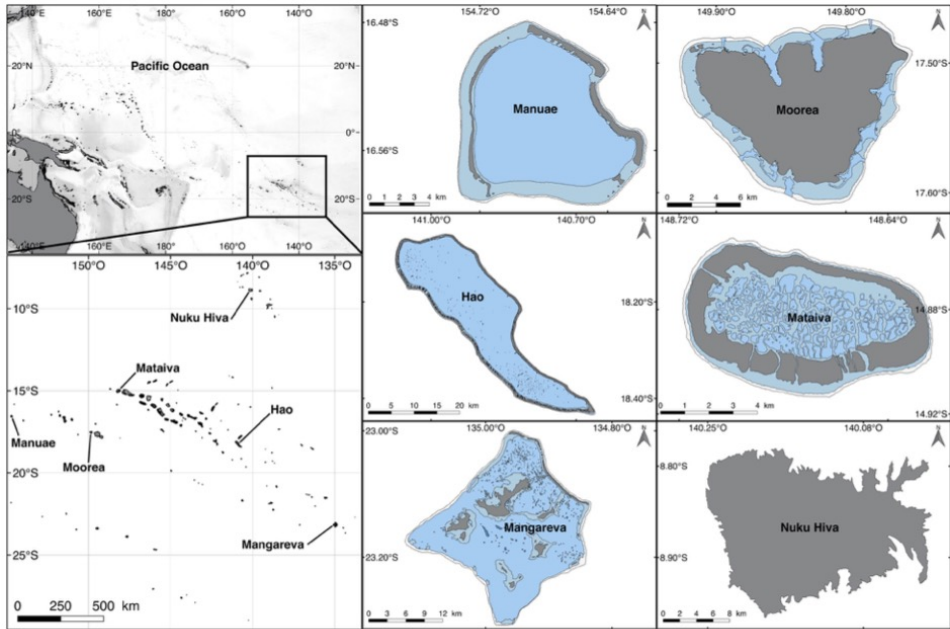 160°E 180° 160°O 140°O
20°N 20°N
Pacific Ocean
0° 0°
20°S 20°S
40°S 40°S
160°E 180° 160°O 140°O
150°O 145°O 140°O 135°O
10°S
Nuku Hiva
Mataiva
15°S
Hao
Manuae
Moorea
20°S
Mangareva
25°S
0 250 500 km
154.72°O 154.64°O
16.48°S
Manuae
16.56°S
0 1 2 3 4 km
149.90°O 149.80°O
17.50°S
Moorea
17.60°S
0 2 4 6 km
141.00°O 140.70°O
Hao
18.20°S
18.40°S
0 5 10 15 20 km
148.72°O 148.64°O
14.88°S
Mataiva
14.92°S
0 1 2 3 4 km
135.00°O 134.80°O
23.00°S
Mangareva
23.20°S
0 3 6 9 12 km
140.25°O 140.08°O
8.80°S
Nuku Hiva
8.90°S
0 2 4 6 8 km